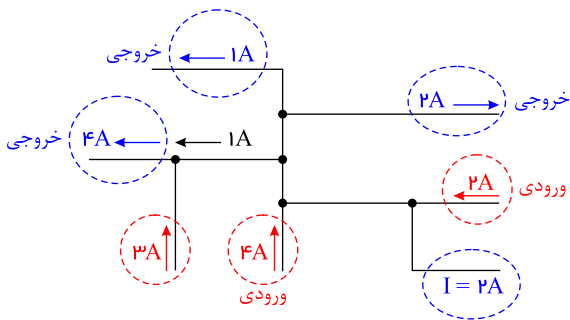 خروجی ۱A
۲A خروجی
خروجی ۴A ۱A
۲A ورودی
۳A ۴A
ورودی
I = ۲A